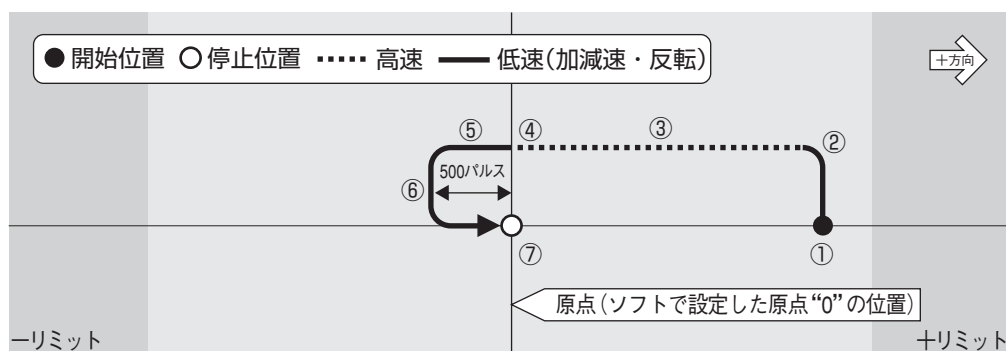 開始位置 停止位置 高速 低速(加減速・反転)
+方向
⑤ ④ ③ ②
500パルス
⑥
⑦ ①
原点(ソフトで設定した原点“0”の位置)
−リミット +リミット